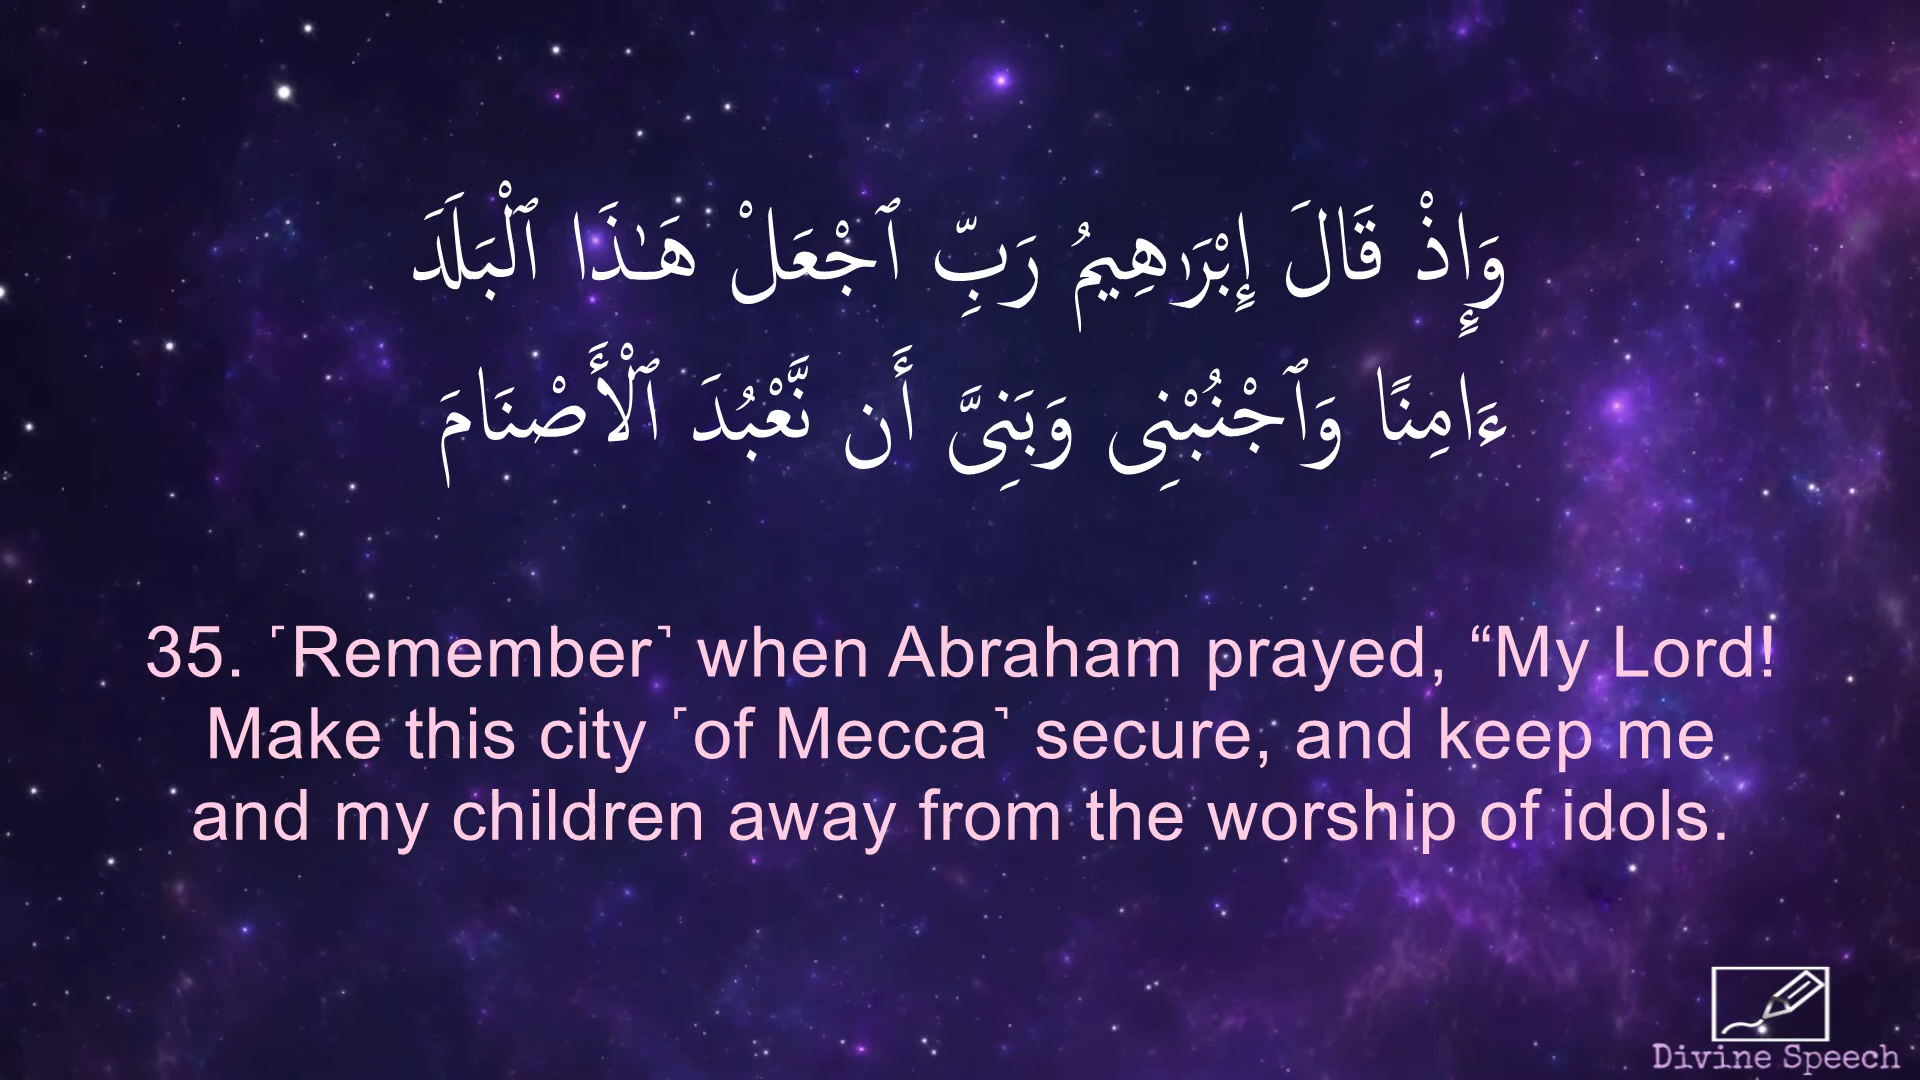 وَإِذْ قَالَ إِبْرَٰهِيمُ رَبِّ ٱجْعَلْ هَـٰذَا ٱلْبَلَدَ
ءَامِنًا وَٱجْنُبْنِى وَبَنِىَّ أَن نَّعْبُدَ ٱلْأَصْنَامَ
35. ˹Remember˺ when Abraham prayed, “My Lord!
Make this city ˹of Mecca˺ secure, and keep me
and my children away from the worship of idols.
Divine Speech